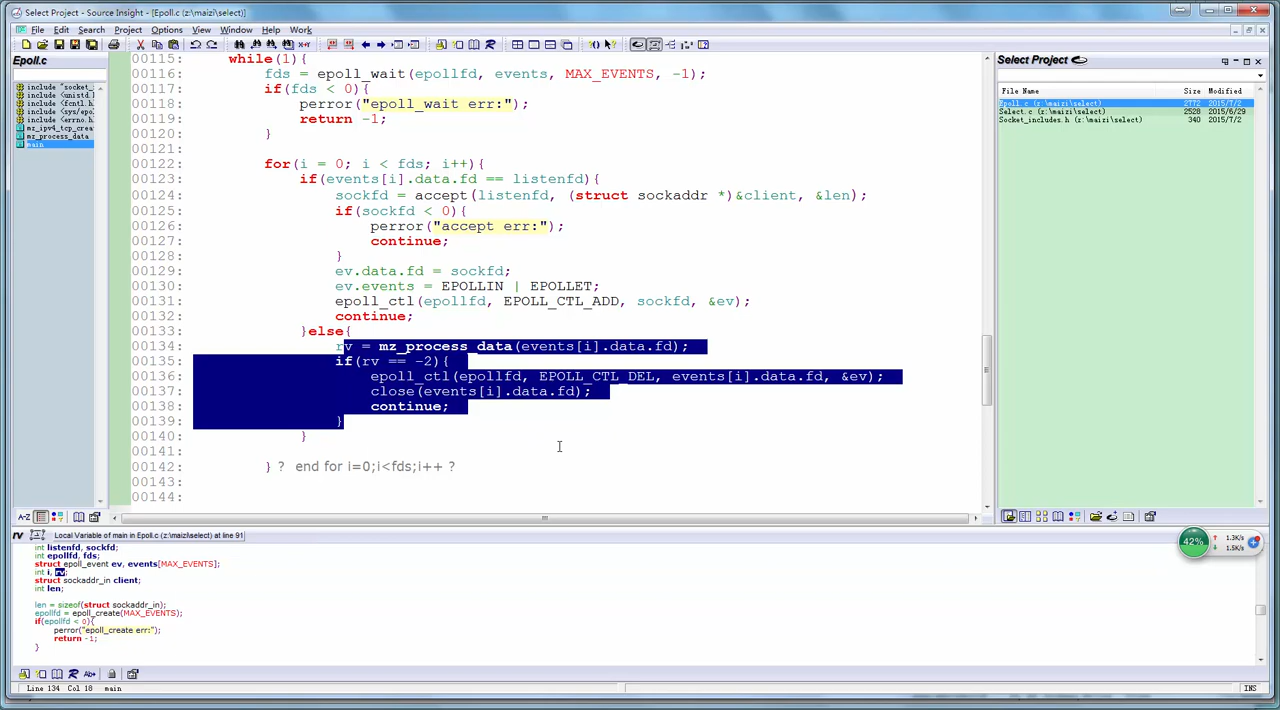 Select Project - Source Insight - [Epoll.c (z:\maizi\select)]
File Edit Search Project Options View Window Help Work
Epoll.c
include "socket_
include <unistd.
include <fcntl.h
include <sys/epo
include <errno.h
mz_ipv4_tcp_crea
mz_process_data
main
00115: while(1){
00116: fds = epoll_wait(epollfd, events, MAX_EVENTS, -1);
00117: if(fds < 0){
00118: perror("epoll_wait err:");
00119: return -1;
00120: }
00121:
00122: for(i = 0; i < fds; i++){
00123: if(events[i].data.fd == listenfd){
00124: sockfd = accept(listenfd, (struct sockaddr *)&client, &len);
00125: if(sockfd < 0){
00126: perror("accept err:");
00127: continue;
00128: }
00129: ev.data.fd = sockfd;
00130: ev.events = EPOLLIN | EPOLLET;
00131: epoll_ctl(epollfd, EPOLL_CTL_ADD, sockfd, &ev);
00132: continue;
00133: }else{
00134: rv = mz_process_data(events[i].data.fd);
00135: if(rv == -2){
00136: epoll_ctl(epollfd, EPOLL_CTL_DEL, events[i].data.fd, &ev);
00137: close(events[i].data.fd);
00138: continue;
00139: }
00140: }
00141:
00142: } ? end for i=0;i<fds;i++ ?
00143:
00144:
Select Project
File Name Size Modified
Epoll.c (z:\maizi\select) 2772 2015/7/2
Select.c (z:\maizi\select) 2528 2015/6/29
Socket_includes.h (z:\maizi\select) 340 2015/7/2
A-Z
42% 1.3K/s
1.5K/s
rv Local Variable of main in Epoll.c (z:\maizi\select) at line 91
int listenfd, sockfd;
int epollfd, fds;
struct epoll_event ev, events[MAX_EVENTS];
int i, rv;
struct sockaddr_in client;
int len;
len = sizeof(struct sockaddr_in);
epollfd = epoll_create(MAX_EVENTS);
if(epollfd < 0){
perror("epoll_create err:");
return -1;
}
Line 134 Col 18 main INS